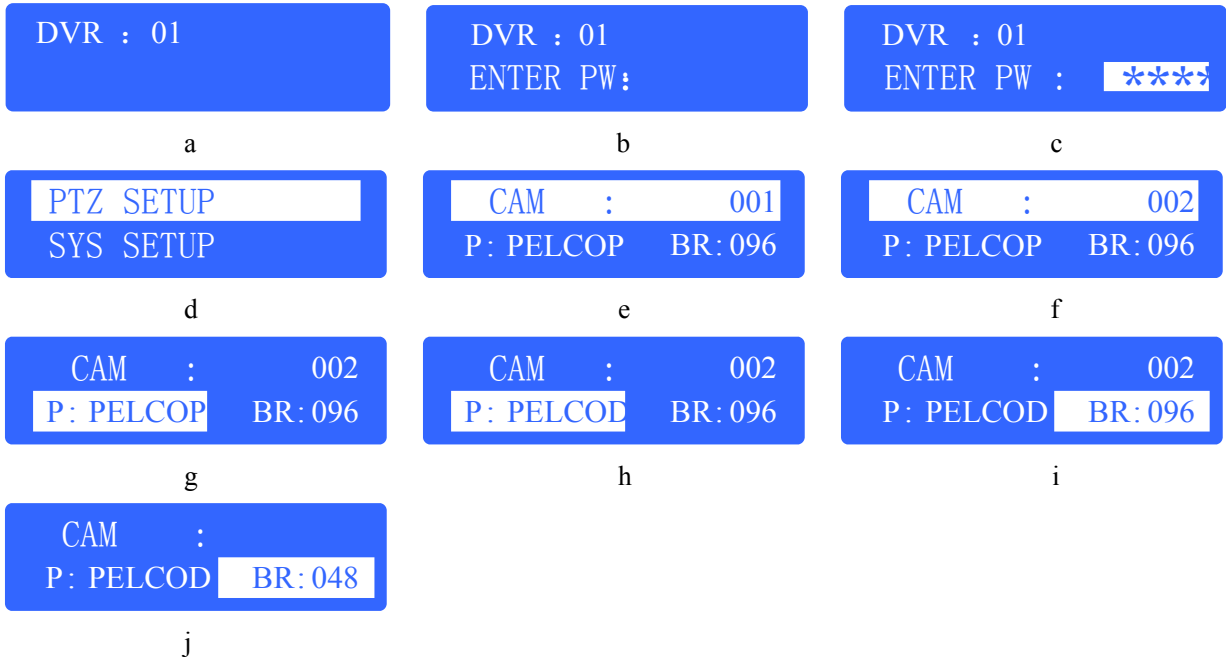 DVR : 01
DVR : 01
ENTER PW:
DVR : 01
ENTER PW : ****
a
b
c
PTZ SETUP
SYS SETUP
CAM : 001
P: PELCOP BR:096
CAM : 002
P: PELCOP BR:096
d
e
f
CAM : 002
P: PELCOP BR:096
CAM : 002
P: PELCOD BR:096
CAM : 002
P: PELCOD BR:096
g
h
i
CAM :
P: PELCOD BR:048
j